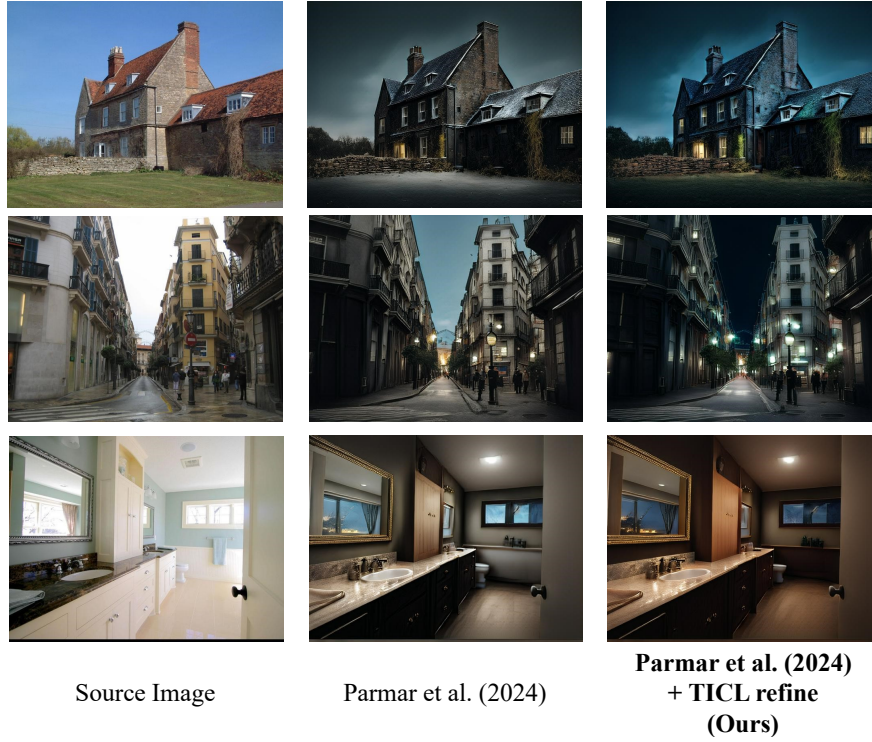 Source Image
Parmar et al. (2024)
Parmar et al. (2024)
+ TICL refine
(Ours)